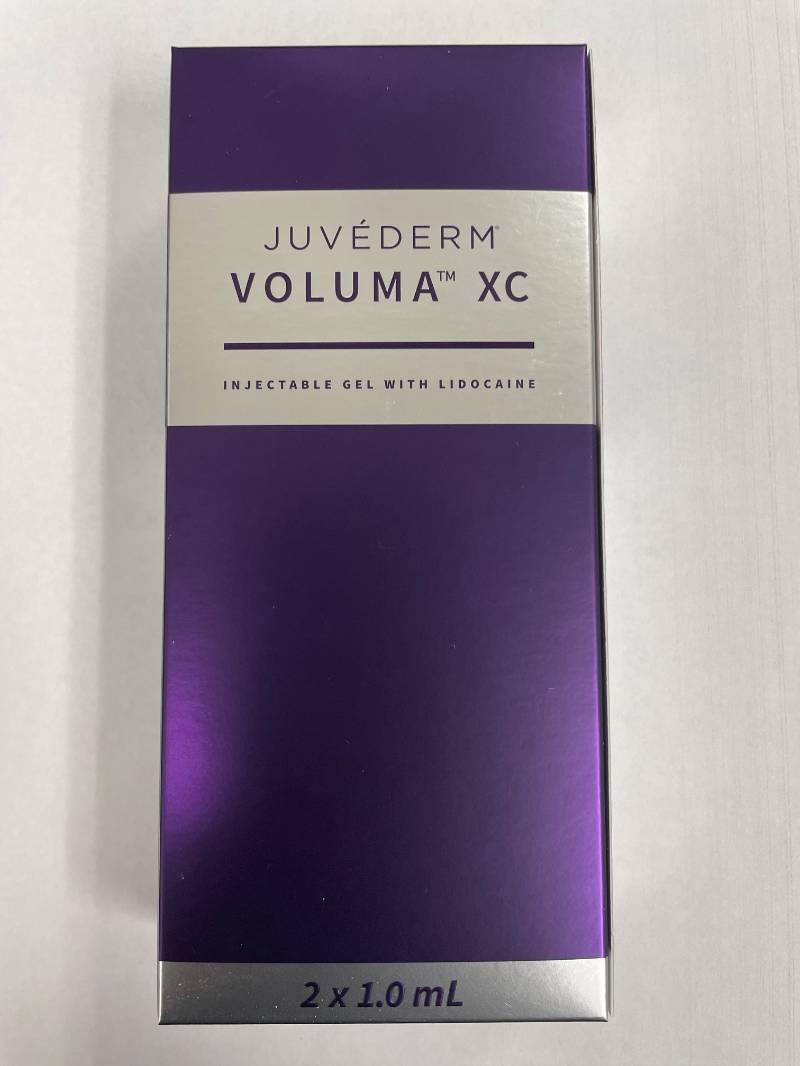 JUVÉDERM®
VOLUMA™ XC
INJECTABLE GEL WITH LIDOCAINE
2 x 1.0 mL